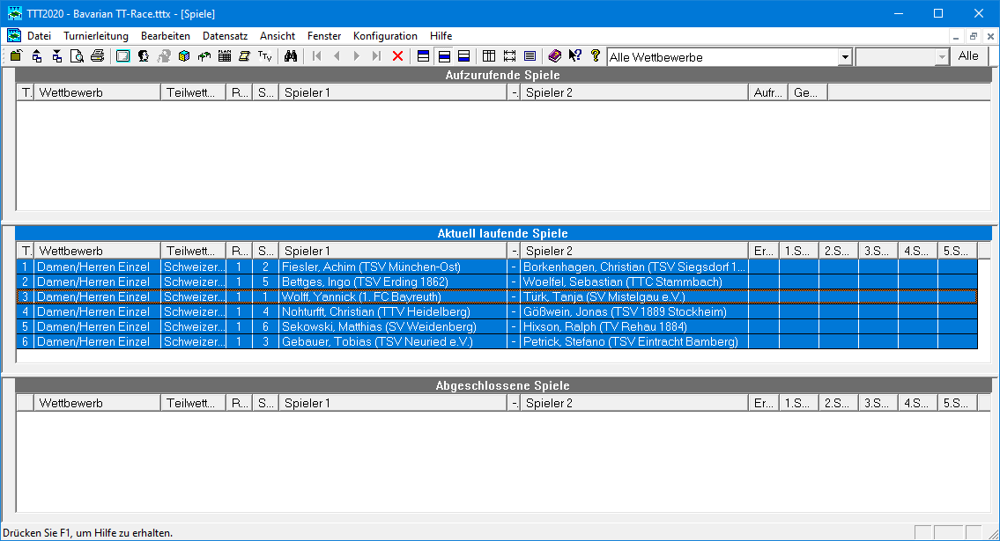 TTT2020 - Bavarian TT-Race.tttx - [Spiele]
Datei Turnierleitung Bearbeiten Datensatz Ansicht Fenster Konfiguration Hilfe
Alle Wettbewerbe Alle
Aufzurufende Spiele
T. Wettbewerb Teilwett... R... S... Spieler 1 -. Spieler 2 Aufr... Ge...
Aktuell laufende Spiele
T. Wettbewerb Teilwett... R... S... Spieler 1 -. Spieler 2 Er... 1.S... 2.S... 3.S... 4.S... 5.S...
1 Damen/Herren Einzel Schweizer... 1 2 Fiesler, Achim (TSV München-Ost) - Borkenhagen, Christian (TSV Siegsdorf 1...
2 Damen/Herren Einzel Schweizer... 1 5 Bettges, Ingo (TSV Erding 1862) - Woelfel, Sebastian (TTC Stammbach)
3 Damen/Herren Einzel Schweizer... 1 1 Wolff, Yannick (1. FC Bayreuth) - Türk, Tanja (SV Mistelgau e.V.)
4 Damen/Herren Einzel Schweizer... 1 4 Nohturfft, Christian (TTV Heidelberg) - Gößwein, Jonas (TSV 1889 Stockheim)
5 Damen/Herren Einzel Schweizer... 1 6 Sekowski, Matthias (SV Weidenberg) - Hixson, Ralph (TV Rehau 1884)
6 Damen/Herren Einzel Schweizer... 1 3 Gebauer, Tobias (TSV Neuried e.V.) - Petrick, Stefano (TSV Eintracht Bamberg)
Abgeschlossene Spiele
Wettbewerb Teilwett... R... S... Spieler 1 -. Spieler 2 Er... 1.S... 2.S... 3.S... 4.S... 5.S...
Drücken Sie F1, um Hilfe zu erhalten.